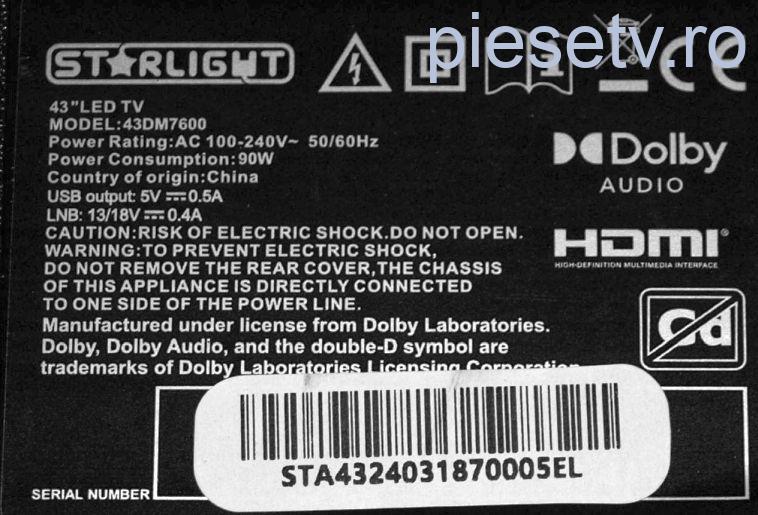 piesetv.ro
STARLIGHT
43"LED TV
MODEL:43DM7600
Power Rating:AC 100-240V~ 50/60Hz
Power Consumption:90W
Country of origin:China
USB output: 5V ⎓0.5A
LNB: 13/18V ⎓ 0.4A
CAUTION:RISK OF ELECTRIC SHOCK.DO NOT OPEN.
WARNING:TO PREVENT ELECTRIC SHOCK,
DO NOT REMOVE THE REAR COVER,THE CHASSIS
OF THIS APPLIANCE IS DIRECTLY CONNECTED
TO ONE SIDE OF THE POWER LINE.
Manufactured under license from Dolby Laboratories.
Dolby, Dolby Audio, and the double-D symbol are
trademarks of Dolby Laboratories Licensing Corporation
CE
Dolby
AUDIO
HDMI®
HIGH-DEFINITION MULTIMEDIA INTERFACE
Cd
STA4324031870005EL
SERIAL NUMBER